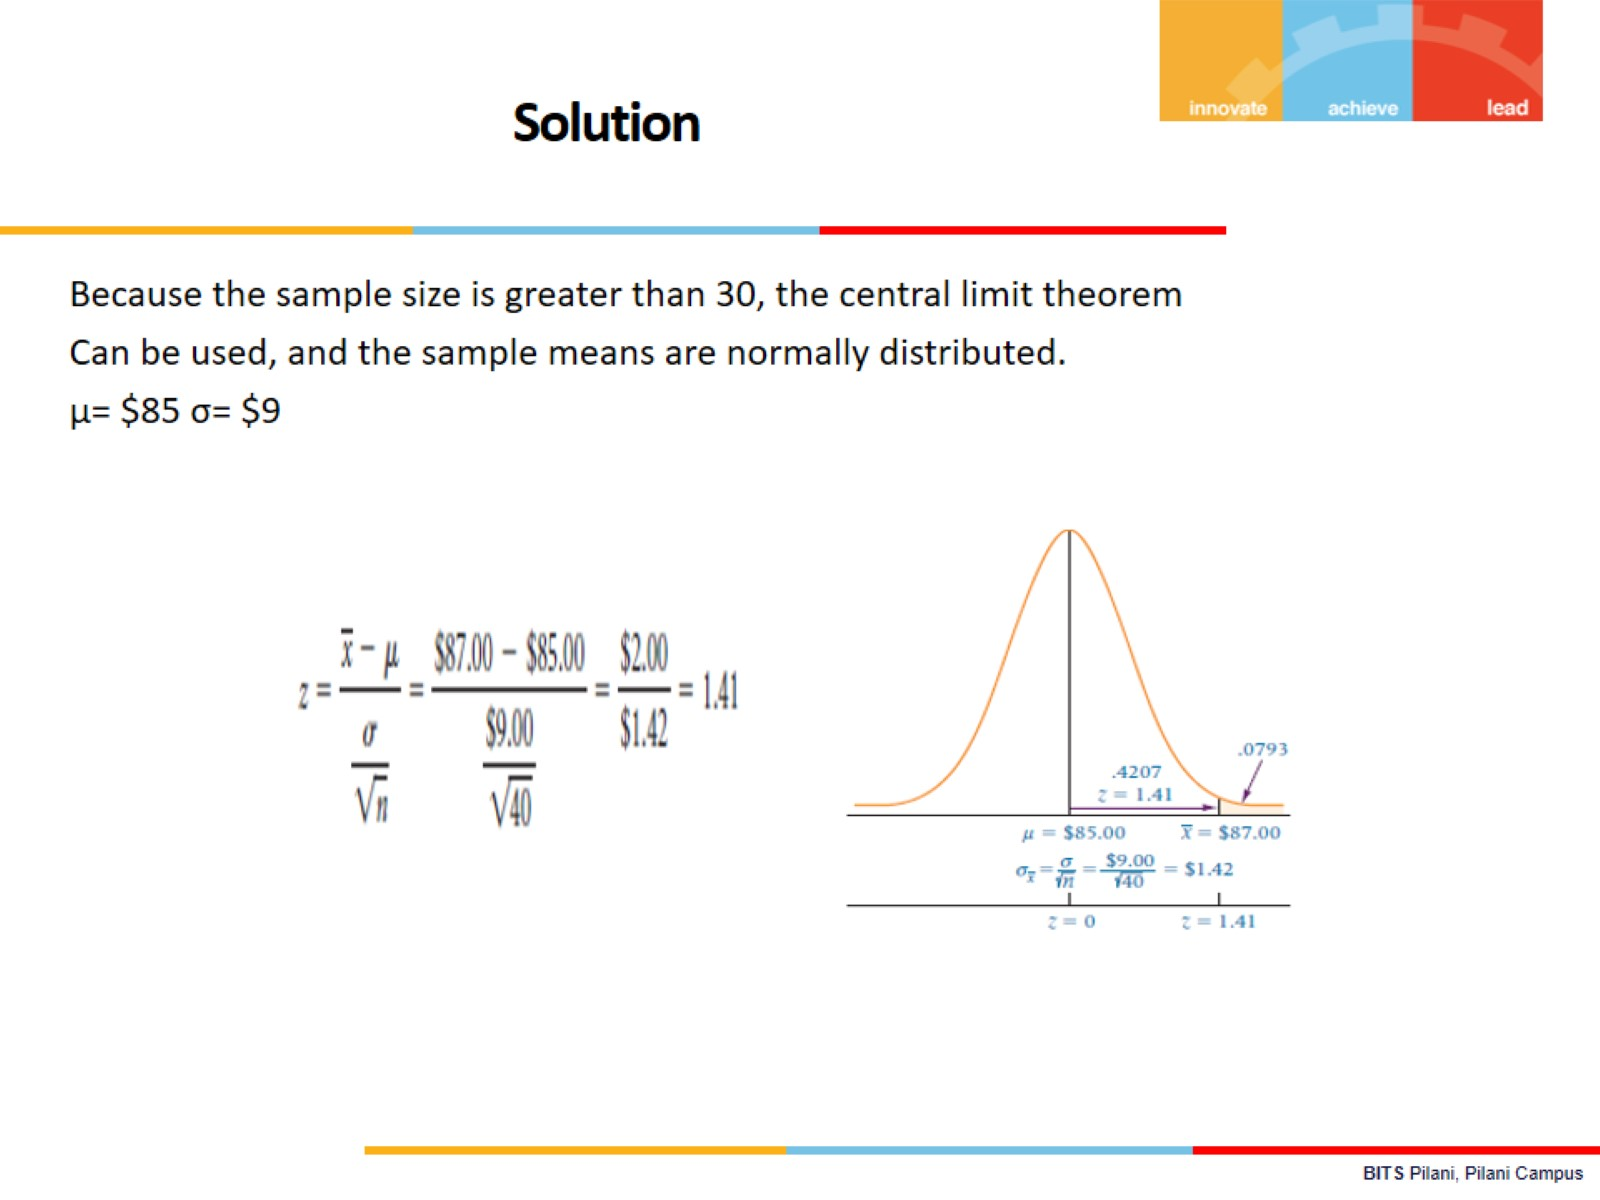 innovate achieve lead
Solution
Because the sample size is greater than 30, the central limit theorem
Can be used, and the sample means are normally distributed.
μ= $85 σ= $9
z = (x̄ − μ) / (σ/√n) = ($87.00 − $85.00) / ($9.00/√40) = $2.00/$1.42 = 1.41
.0793
.4207
z = 1.41
μ = $85.00 x̄ = $87.00
σx̄ = σ/√n = $9.00/√40 = $1.42
z = 0 z = 1.41
BITS Pilani, Pilani Campus